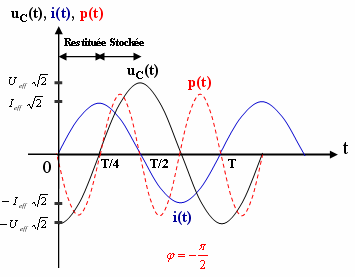 u_C(t), i(t), p(t)
Restituée Stockée
U_eff √2
u_C(t)
p(t)
I_eff √2
0 T/4 T/2 T t
- I_eff √2
i(t)
- U_eff √2
φ = - π/2